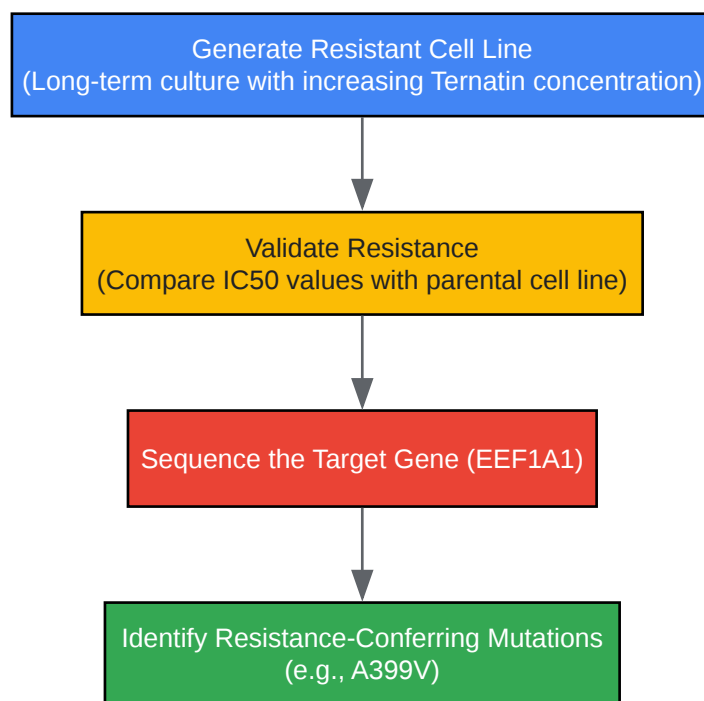 Generate Resistant Cell Line
(Long-term culture with increasing Ternatin concentration)
Validate Resistance
(Compare IC50 values with parental cell line)
Sequence the Target Gene (EEF1A1)
Identify Resistance-Conferring Mutations
(e.g., A399V)